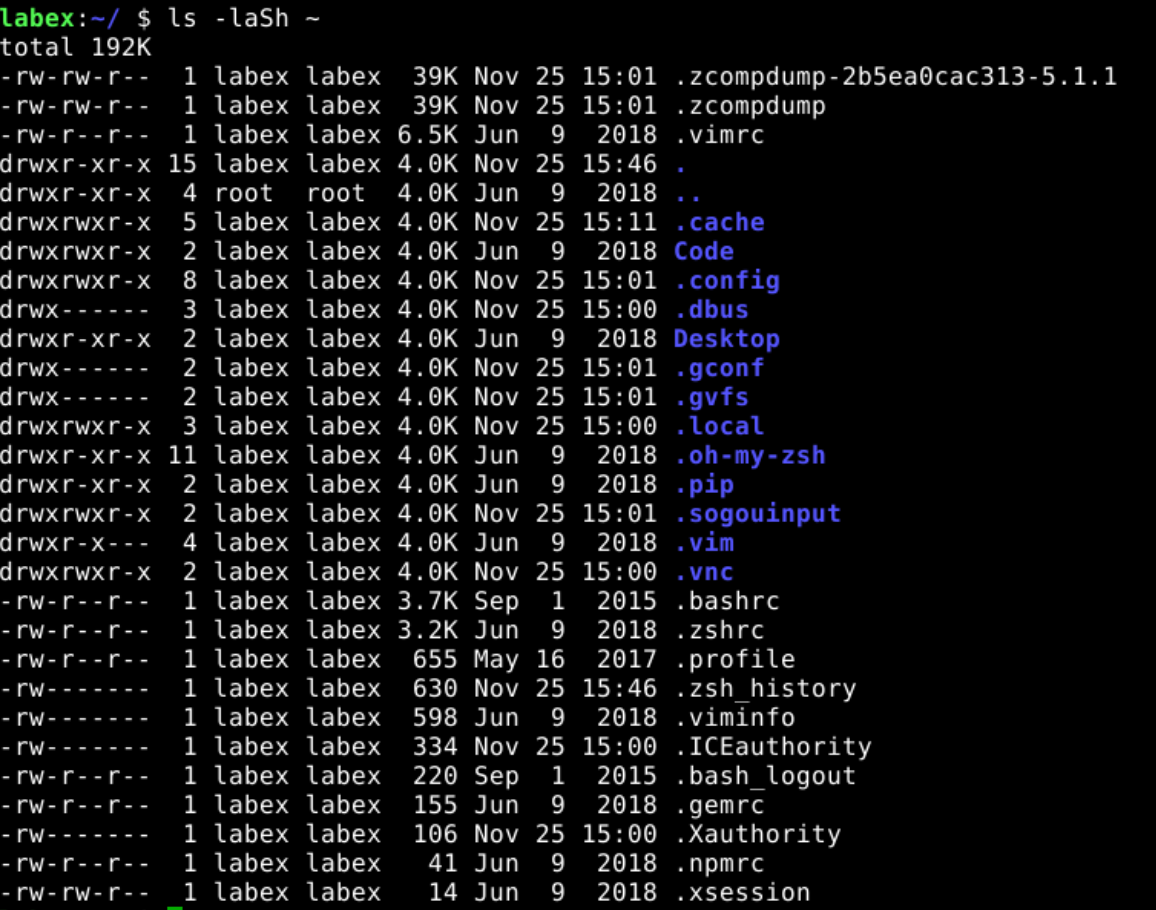 labex:~/ $ ls -laSh ~
total 192K
-rw-rw-r--  1 labex labex  39K Nov 25 15:01 .zcompdump-2b5ea0cac313-5.1.1
-rw-rw-r--  1 labex labex  39K Nov 25 15:01 .zcompdump
-rw-r--r--  1 labex labex 6.5K Jun  9  2018 .vimrc
drwxr-xr-x 15 labex labex 4.0K Nov 25 15:46 .
drwxr-xr-x  4 root  root  4.0K Jun  9  2018 ..
drwxrwxr-x  5 labex labex 4.0K Nov 25 15:11 .cache
drwxrwxr-x  2 labex labex 4.0K Jun  9  2018 Code
drwxrwxr-x  8 labex labex 4.0K Nov 25 15:01 .config
drwx------  3 labex labex 4.0K Nov 25 15:00 .dbus
drwxr-xr-x  2 labex labex 4.0K Jun  9  2018 Desktop
drwx------  2 labex labex 4.0K Nov 25 15:01 .gconf
drwx------  2 labex labex 4.0K Nov 25 15:01 .gvfs
drwxrwxr-x  3 labex labex 4.0K Nov 25 15:00 .local
drwxr-xr-x 11 labex labex 4.0K Jun  9  2018 .oh-my-zsh
drwxr-xr-x  2 labex labex 4.0K Jun  9  2018 .pip
drwxrwxr-x  2 labex labex 4.0K Nov 25 15:01 .sogouinput
drwxr-x---  4 labex labex 4.0K Jun  9  2018 .vim
drwxrwxr-x  2 labex labex 4.0K Nov 25 15:00 .vnc
-rw-r--r--  1 labex labex 3.7K Sep  1  2015 .bashrc
-rw-r--r--  1 labex labex 3.2K Jun  9  2018 .zshrc
-rw-r--r--  1 labex labex  655 May 16  2017 .profile
-rw-------  1 labex labex  630 Nov 25 15:46 .zsh_history
-rw-------  1 labex labex  598 Jun  9  2018 .viminfo
-rw-------  1 labex labex  334 Nov 25 15:00 .ICEauthority
-rw-r--r--  1 labex labex  220 Sep  1  2015 .bash_logout
-rw-r--r--  1 labex labex  155 Jun  9  2018 .gemrc
-rw-------  1 labex labex  106 Nov 25 15:00 .Xauthority
-rw-r--r--  1 labex labex   41 Jun  9  2018 .npmrc
-rw-rw-r--  1 labex labex   14 Jun  9  2018 .xsession